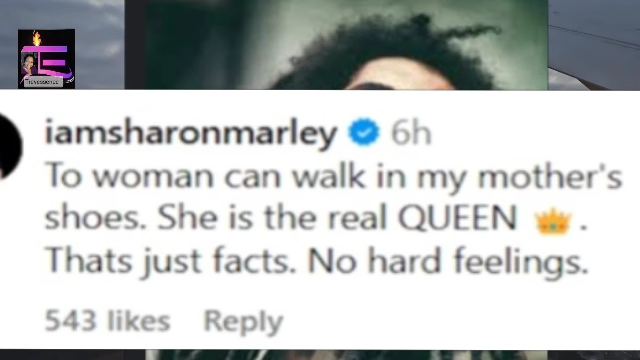 Trevessence
iamsharonmarley 6h
To woman can walk in my mother's
shoes. She is the real QUEEN 👑 .
Thats just facts. No hard feelings.
543 likes Reply